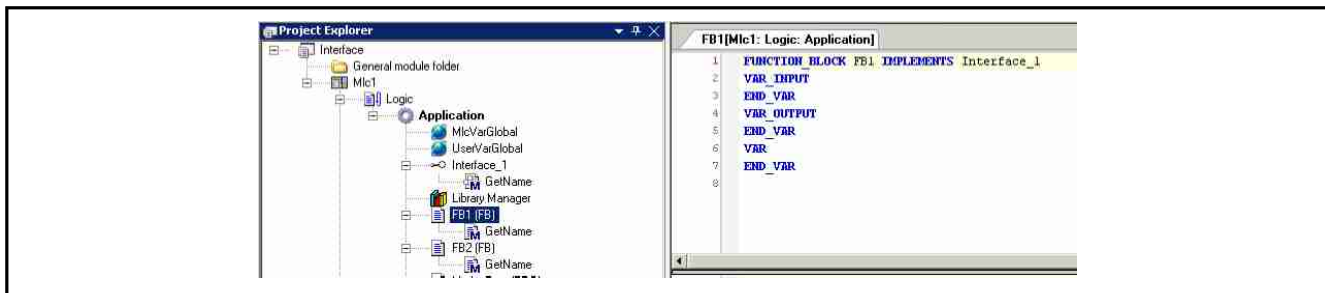 Project Explorer
Interface
General module folder
Mlc1
Logic
Application
MlcVarGlobal
UserVarGlobal
Interface_1
GetName
Library Manager
FB1 (FB)
GetName
FB2 (FB)
GetName
FB1[Mlc1: Logic: Application]
1 FUNCTION_BLOCK FB1 IMPLEMENTS Interface_1
2 VAR_INPUT
3 END_VAR
4 VAR_OUTPUT
5 END_VAR
6 VAR
7 END_VAR
8